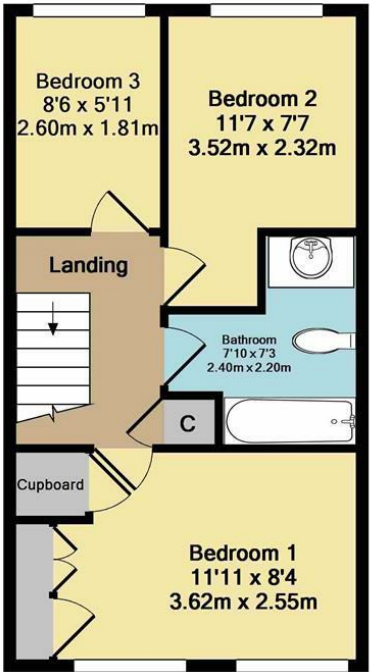 Bedroom 3
8'6 x 5'11
2.60m x 1.81m
Bedroom 2
11'7 x 7'7
3.52m x 2.32m
Landing
Bathroom
7'10 x 7'3
2.40m x 2.20m
C
Cupboard
Bedroom 1
11'11 x 8'4
3.62m x 2.55m